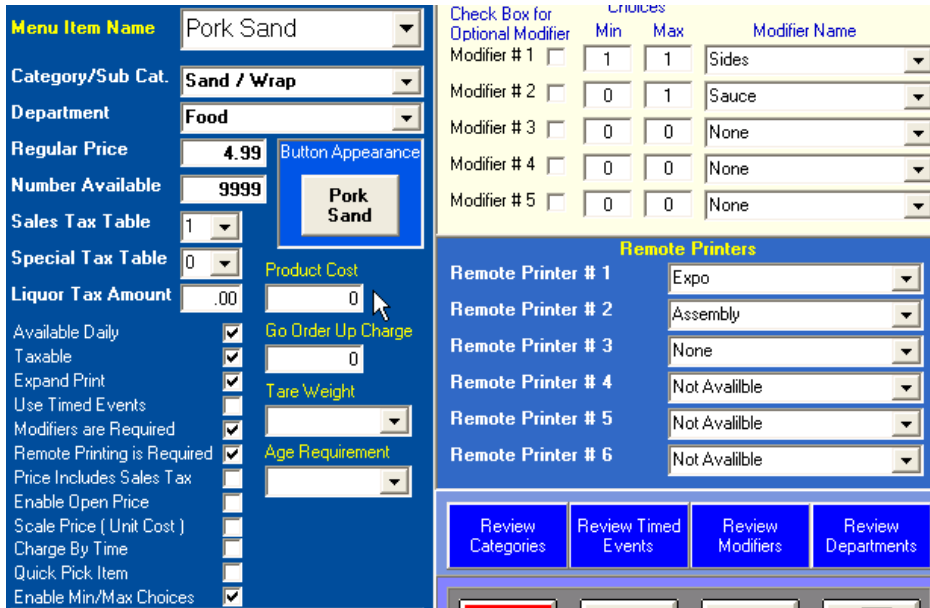 Menu Item Name Pork Sand
Category/Sub Cat. Sand / Wrap
Department Food
Regular Price 4.99
Number Available 9999
Sales Tax Table 1
Special Tax Table 0
Liquor Tax Amount .00
Button Appearance
Pork
Sand
Available Daily
Taxable
Expand Print
Use Timed Events
Modifiers are Required
Remote Printing is Required
Price Includes Sales Tax
Enable Open Price
Scale Price ( Unit Cost )
Charge By Time
Quick Pick Item
Enable Min/Max Choices
Product Cost
0
Go Order Up Charge
0
Tare Weight
Age Requirement
Check Box for
Optional Modifier
Choices
Min Max Modifier Name
Modifier # 1 1 1 Sides
Modifier # 2 0 1 Sauce
Modifier # 3 0 0 None
Modifier # 4 0 0 None
Modifier # 5 0 0 None
Remote Printers
Remote Printer # 1 Expo
Remote Printer # 2 Assembly
Remote Printer # 3 None
Remote Printer # 4 Not Availilble
Remote Printer # 5 Not Availilble
Remote Printer # 6 Not Availilble
Review
Categories
Review Timed
Events
Review
Modifiers
Review
Departments